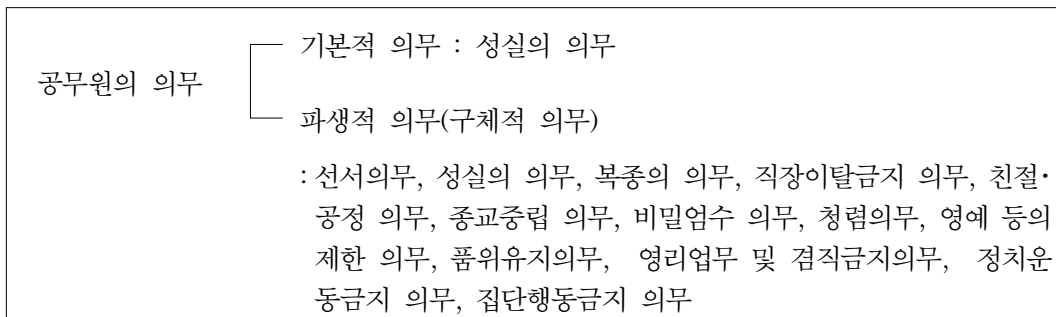 기본적 의무 : 성실의 의무
공무원의 의무
파생적 의무(구체적 의무)
: 선서의무, 성실의 의무, 복종의 의무, 직장이탈금지 의무, 친절·
공정 의무, 종교중립 의무, 비밀엄수 의무, 청렴의무, 영예 등의
제한 의무, 품위유지의무, 영리업무 및 겸직금지의무, 정치운
동금지 의무, 집단행동금지 의무